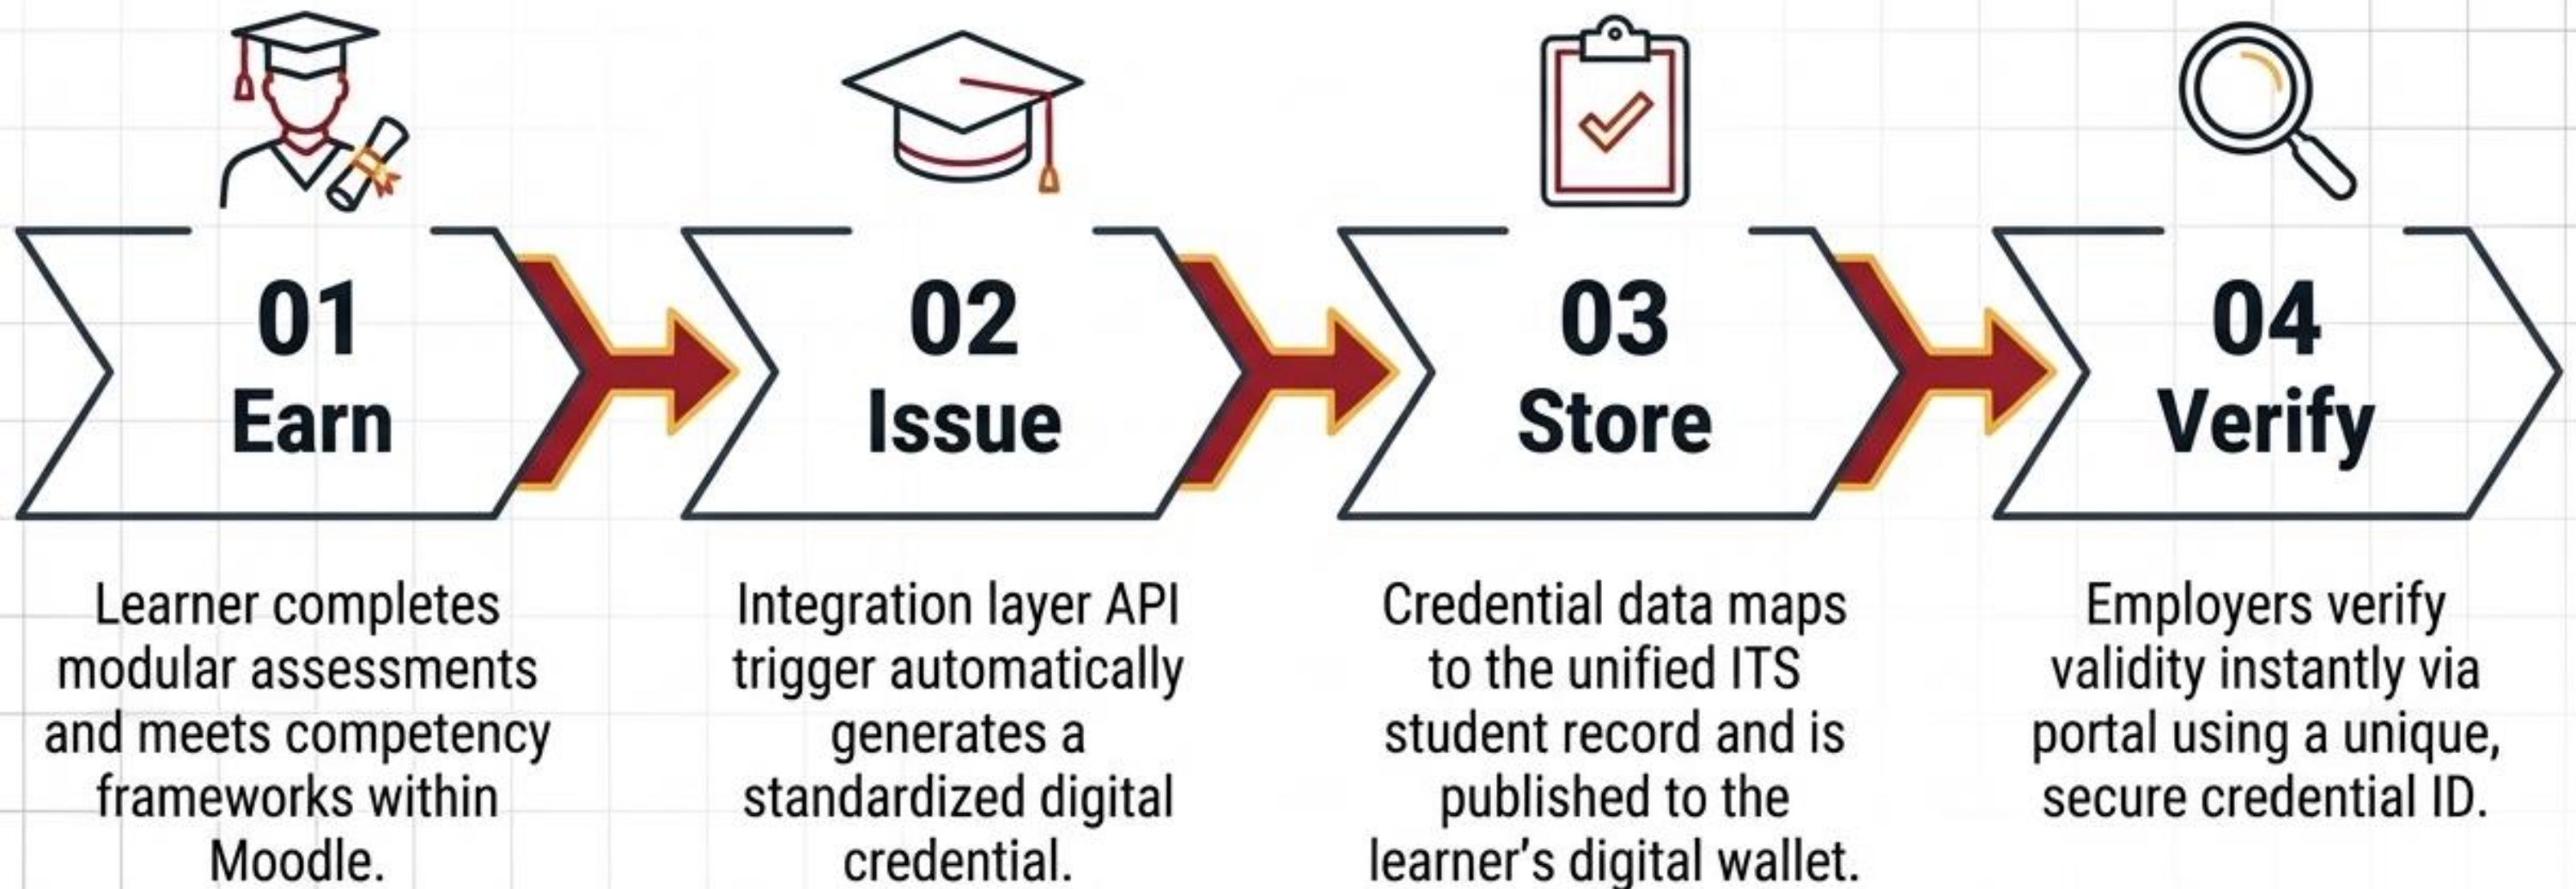 01
Earn
Learner completes
modular assessments
and meets competency
frameworks within
Moodle.
02
Issue
Integration layer API
trigger automatically
generates a
standardized digital
credential.
03
Store
Credential data maps
to the unified ITS
student record and is
published to the
learner’s digital wallet.
04
Verify
Employers verify
validity instantly via
portal using a unique,
secure credential ID.